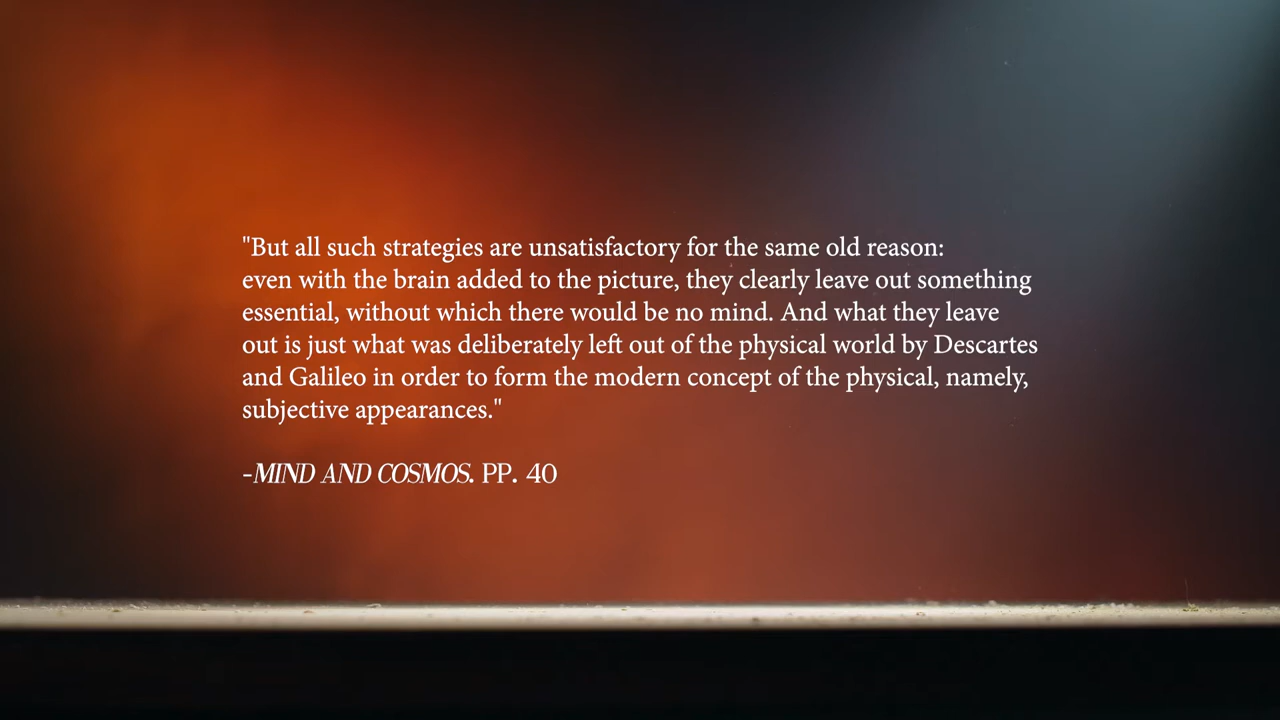 "But all such strategies are unsatisfactory for the same old reason:
even with the brain added to the picture, they clearly leave out something
essential, without which there would be no mind. And what they leave
out is just what was deliberately left out of the physical world by Descartes
and Galileo in order to form the modern concept of the physical, namely,
subjective appearances."
-MIND AND COSMOS. PP. 40